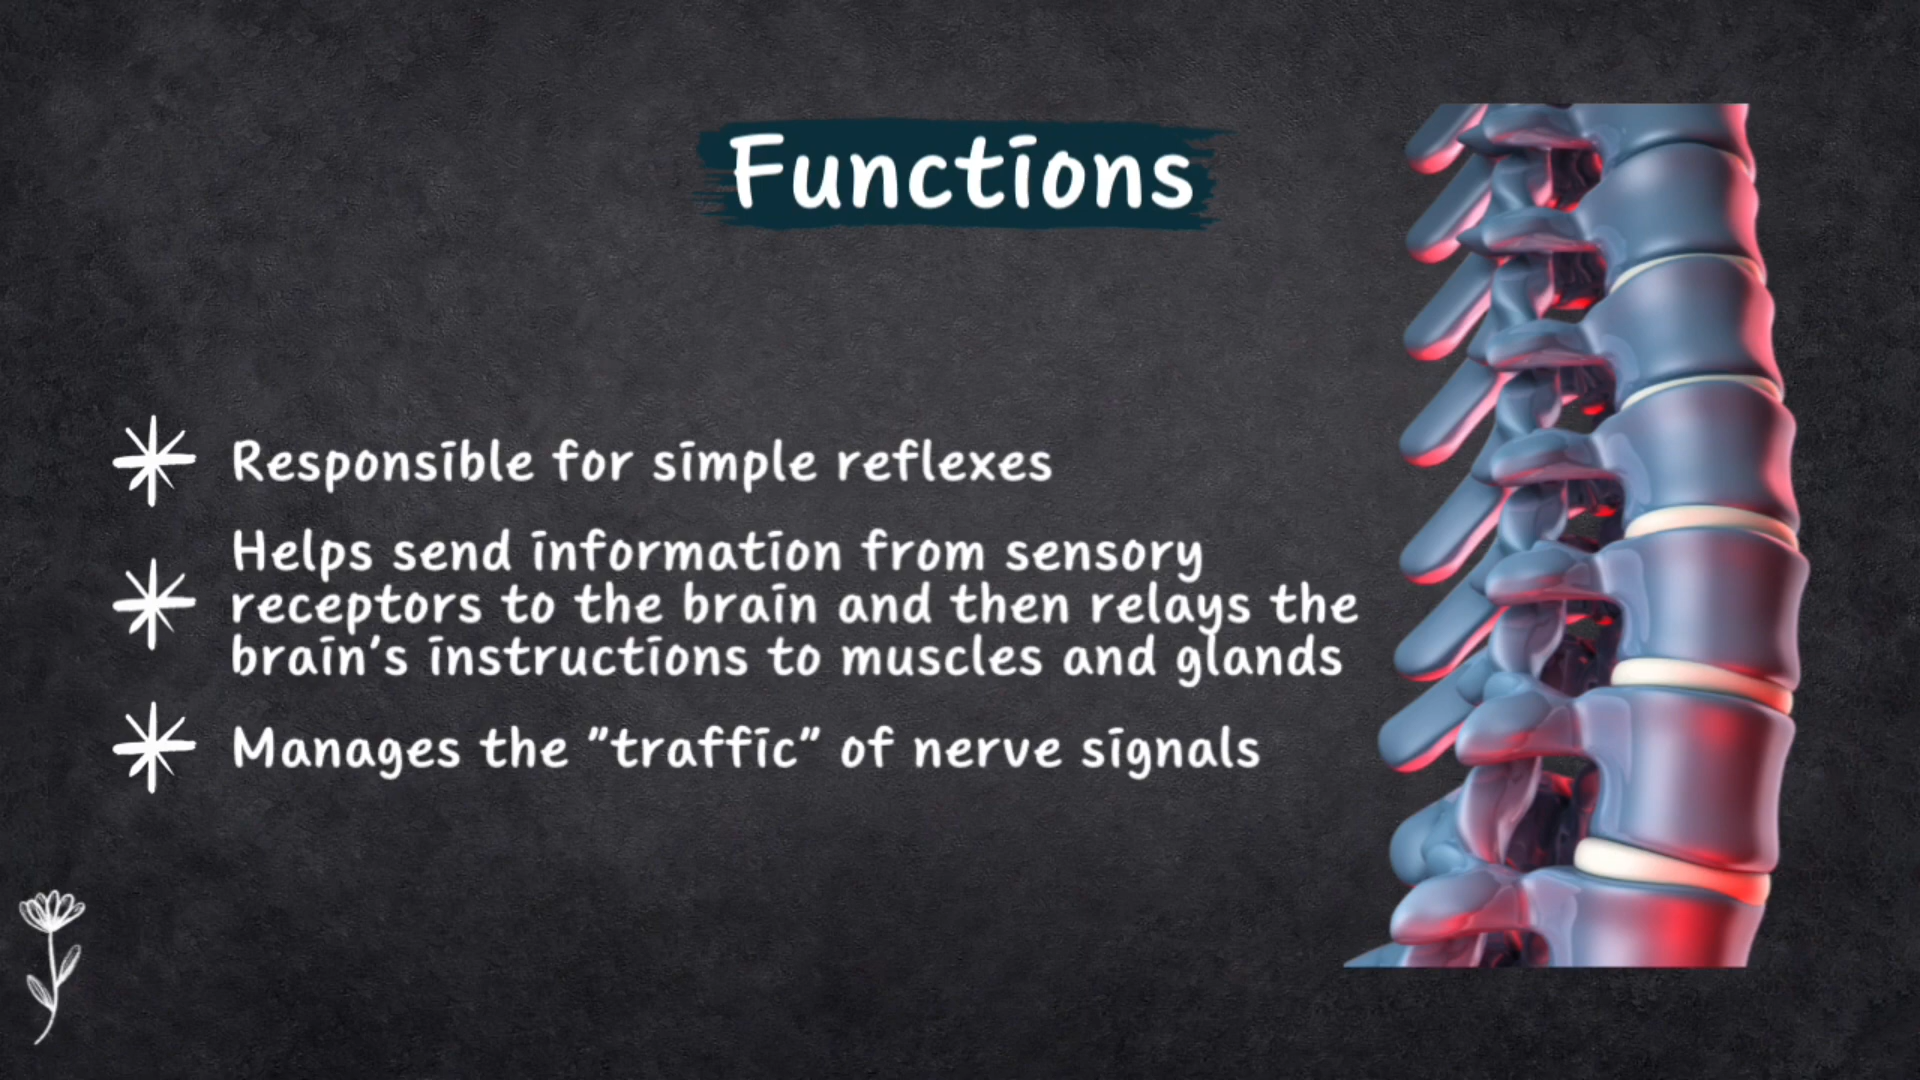 Functions
Responsible for simple reflexes
Helps send information from sensory
receptors to the brain and then relays the
brain's instructions to muscles and glands
Manages the "traffic" of nerve signals